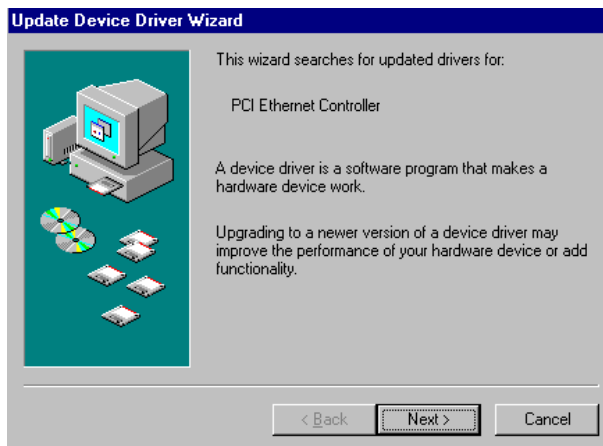 Update Device Driver Wizard
This wizard searches for updated drivers for:
PCI Ethernet Controller
A device driver is a software program that makes a
hardware device work.
Upgrading to a newer version of a device driver may
improve the performance of your hardware device or add
functionality.
< Back
Next >
Cancel